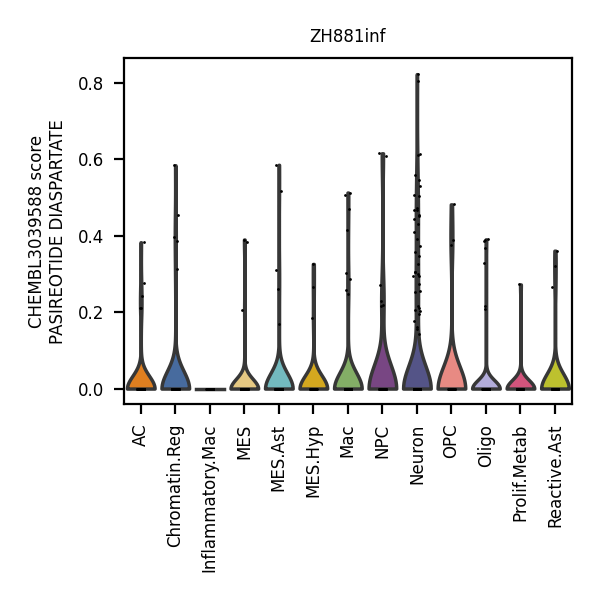 ZH881inf
CHEMBL3039588 score
PASIREOTIDE DIASPARTATE
0.8
0.6
0.4
0.2
0.0
AC
Chromatin.Reg
Inflammatory.Mac
MES
MES.Ast
MES.Hyp
Mac
NPC
Neuron
OPC
Oligo
Prolif.Metab
Reactive.Ast